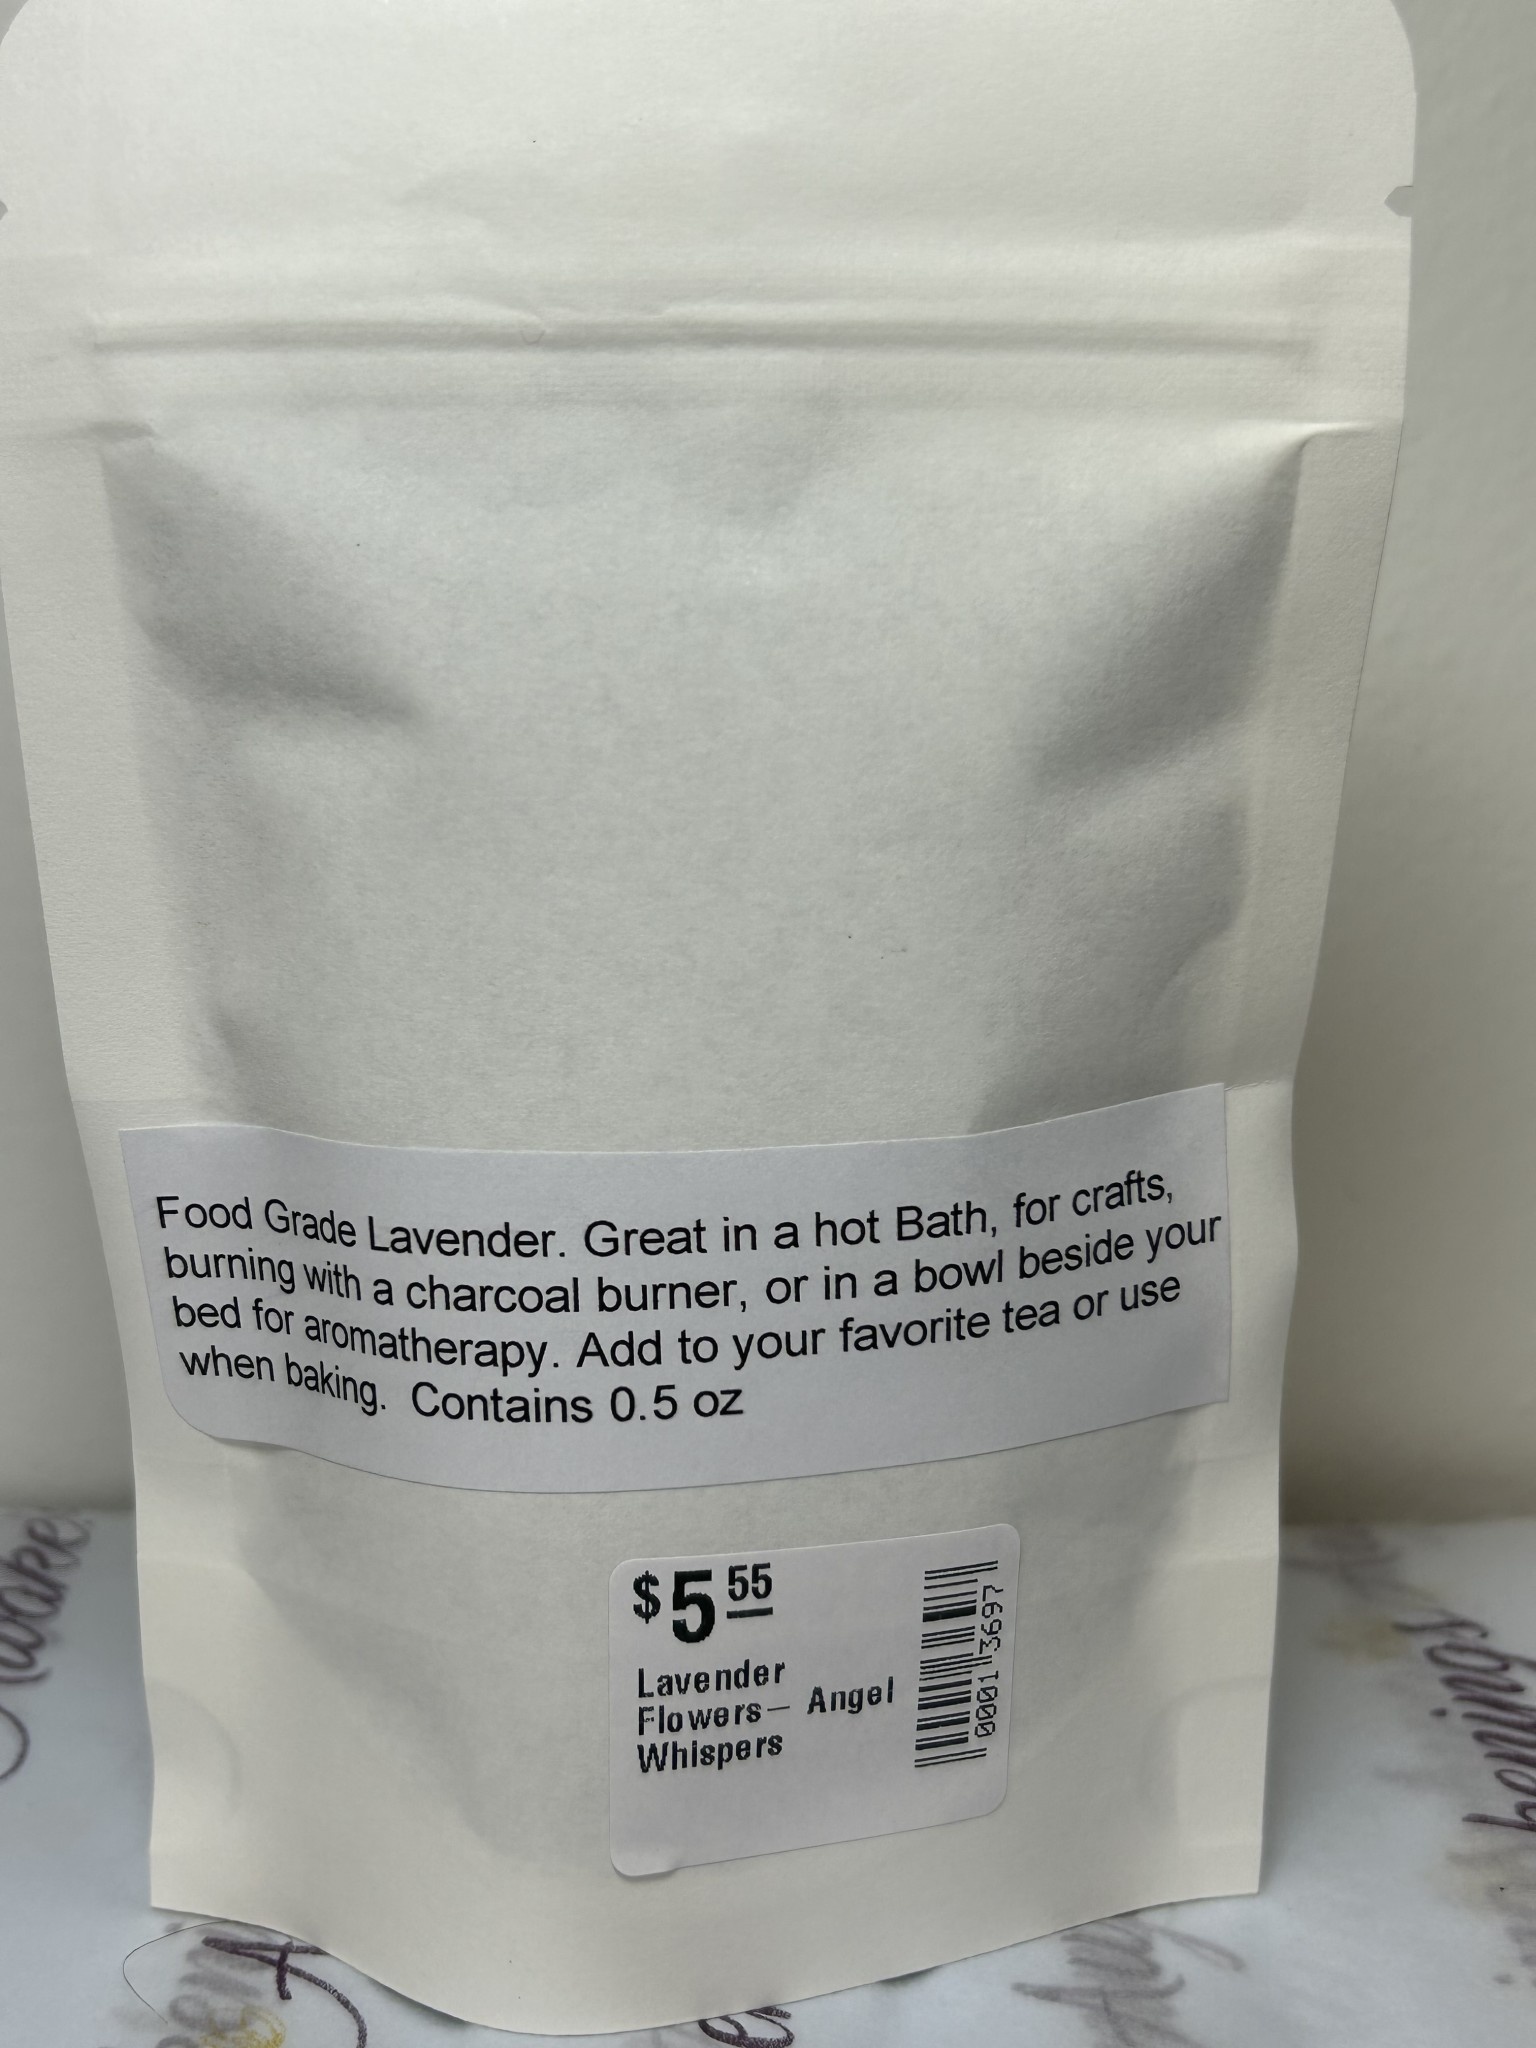 Food Grade Lavender. Great in a hot Bath, for crafts,
burning with a charcoal burner, or in a bowl beside your
bed for aromatherapy. Add to your favorite tea or use
when baking. Contains 0.5 oz
$5 55
Lavender
Flowers— Angel
Whispers
0001 3697